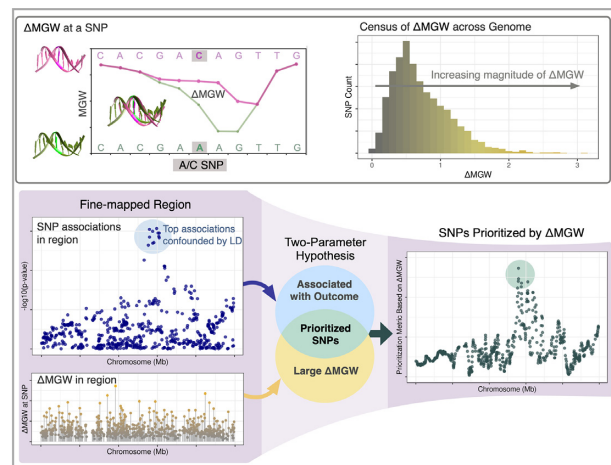 ΔMGW at a SNP
C A C G A C A G T T G
MGW
ΔMGW
C A C G A A A G T T G
A/C SNP
Census of ΔMGW across Genome
Increasing magnitude of ΔMGW
SNP Count
0 1 2 3
ΔMGW
Fine-mapped Region
SNP associations
in region
Top associations
confounded by LD
-log10(p-value)
Chromosome (Mb)
ΔMGW in region
ΔMGW at SNP
Chromosome (Mb)
Two-Parameter
Hypothesis
Associated
with Outcome
Prioritized
SNPs
Large ΔMGW
SNPs Prioritized by ΔMGW
Prioritization Metric Based on ΔMGW
Chromosome (Mb)